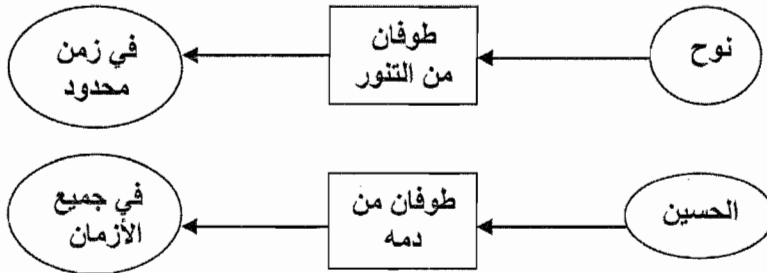 نوح
طوفان
من التنور
في زمن
محدود
الحسين
طوفان من
دمه
في جميع
الأزمان